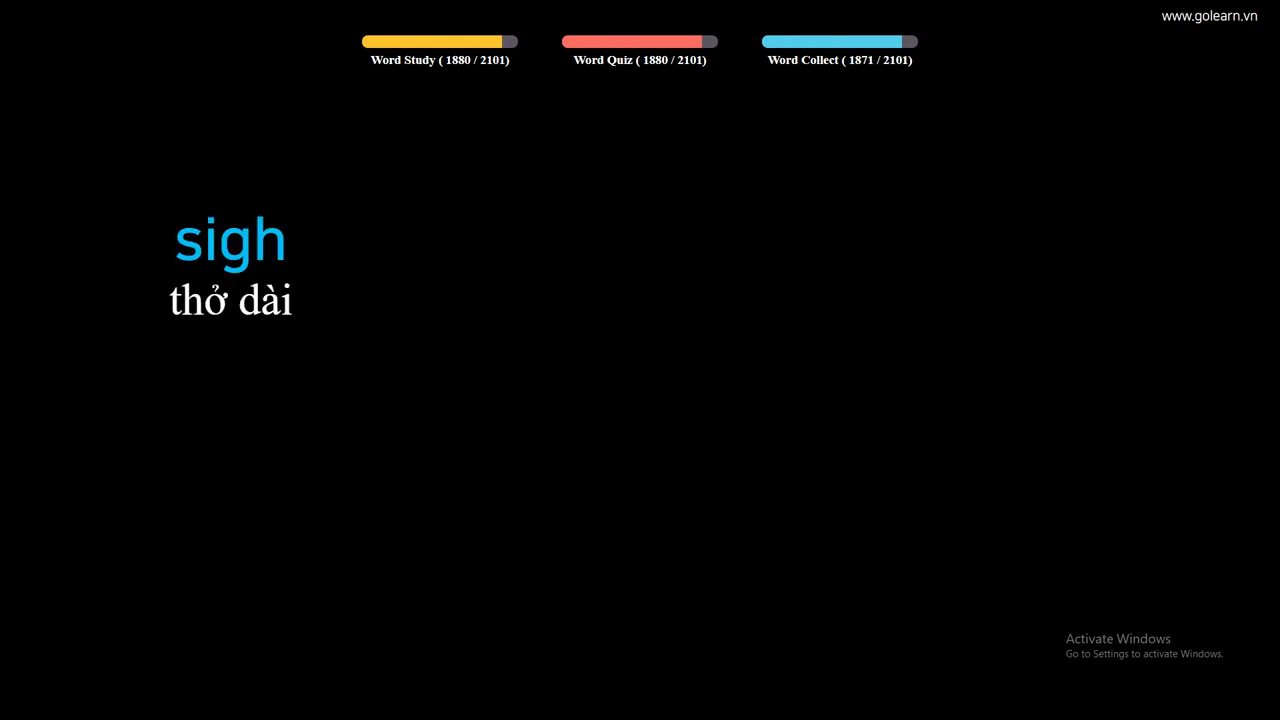 www.golearn.vn
Word Study ( 1880 / 2101)
Word Quiz ( 1880 / 2101)
Word Collect ( 1871 / 2101)
sigh
thở dài
Activate Windows
Go to Settings to activate Windows.